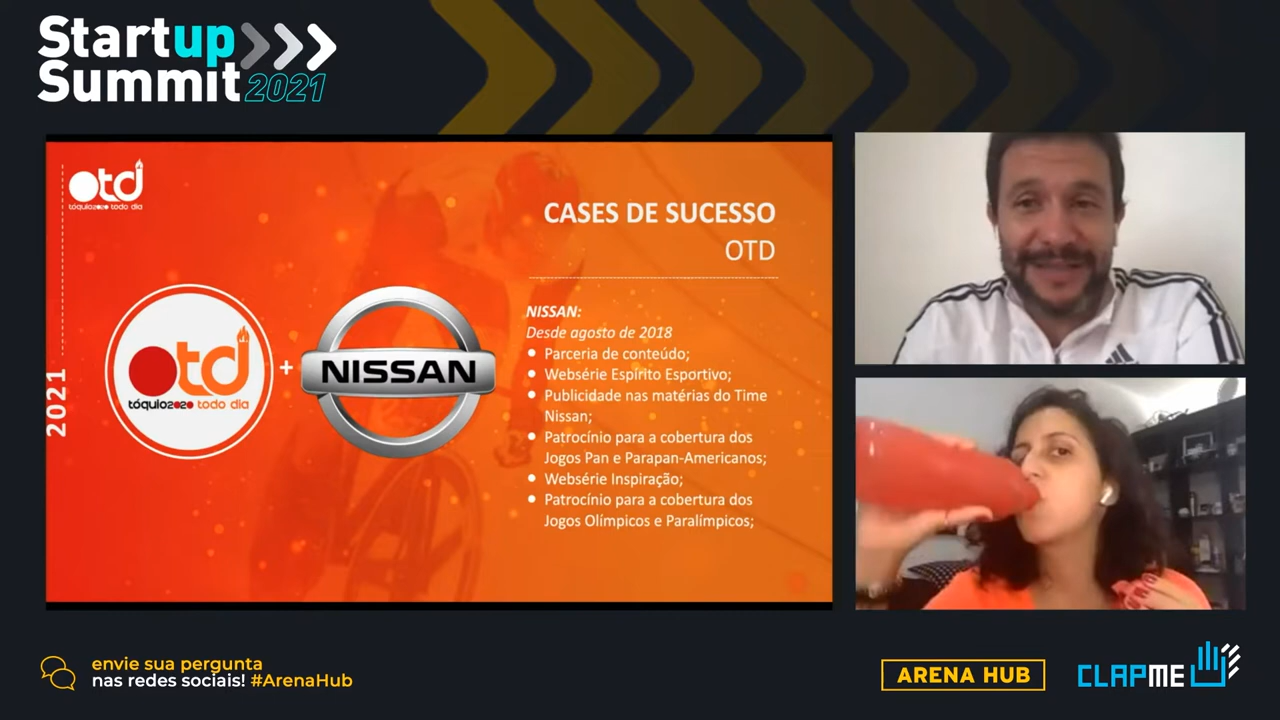 Startup
Summit 2021
otd
tóquio2020 todo dia
2021
otd
tóquio2020 todo dia
+
NISSAN
CASES DE SUCESSO
OTD
NISSAN:
Desde agosto de 2018
• Parceria de conteúdo;
• Websérie Espírito Esportivo;
• Publicidade nas matérias do Time
Nissan;
• Patrocínio para a cobertura dos
Jogos Pan e Parapan-Americanos;
• Websérie Inspiração;
• Patrocínio para a cobertura dos
Jogos Olímpicos e Paralímpicos;
envie sua pergunta
nas redes sociais! #ArenaHub
ARENA HUB
CLAPME